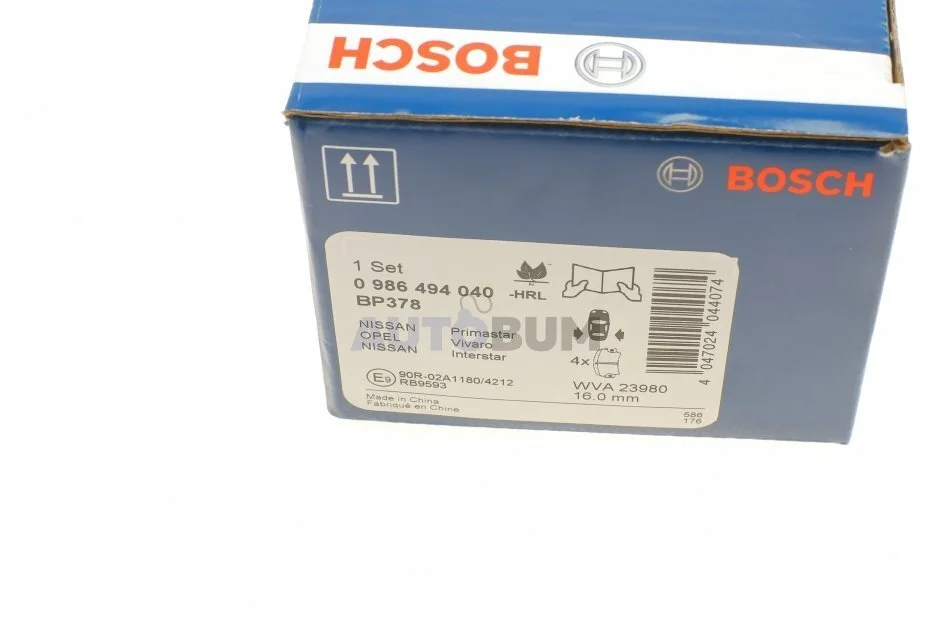 BOSCH
BOSCH
1 Set
0 986 494 040
BP378
-HRL
NISSAN Primastar
OPEL Vivaro
NISSAN Interstar
AUTOBUM
4x
E9 90R-02A1180/4212
RB9593
WVA 23980
16.0 mm
Made in China
Fabriqué en Chine
586
176
4 047024 044074